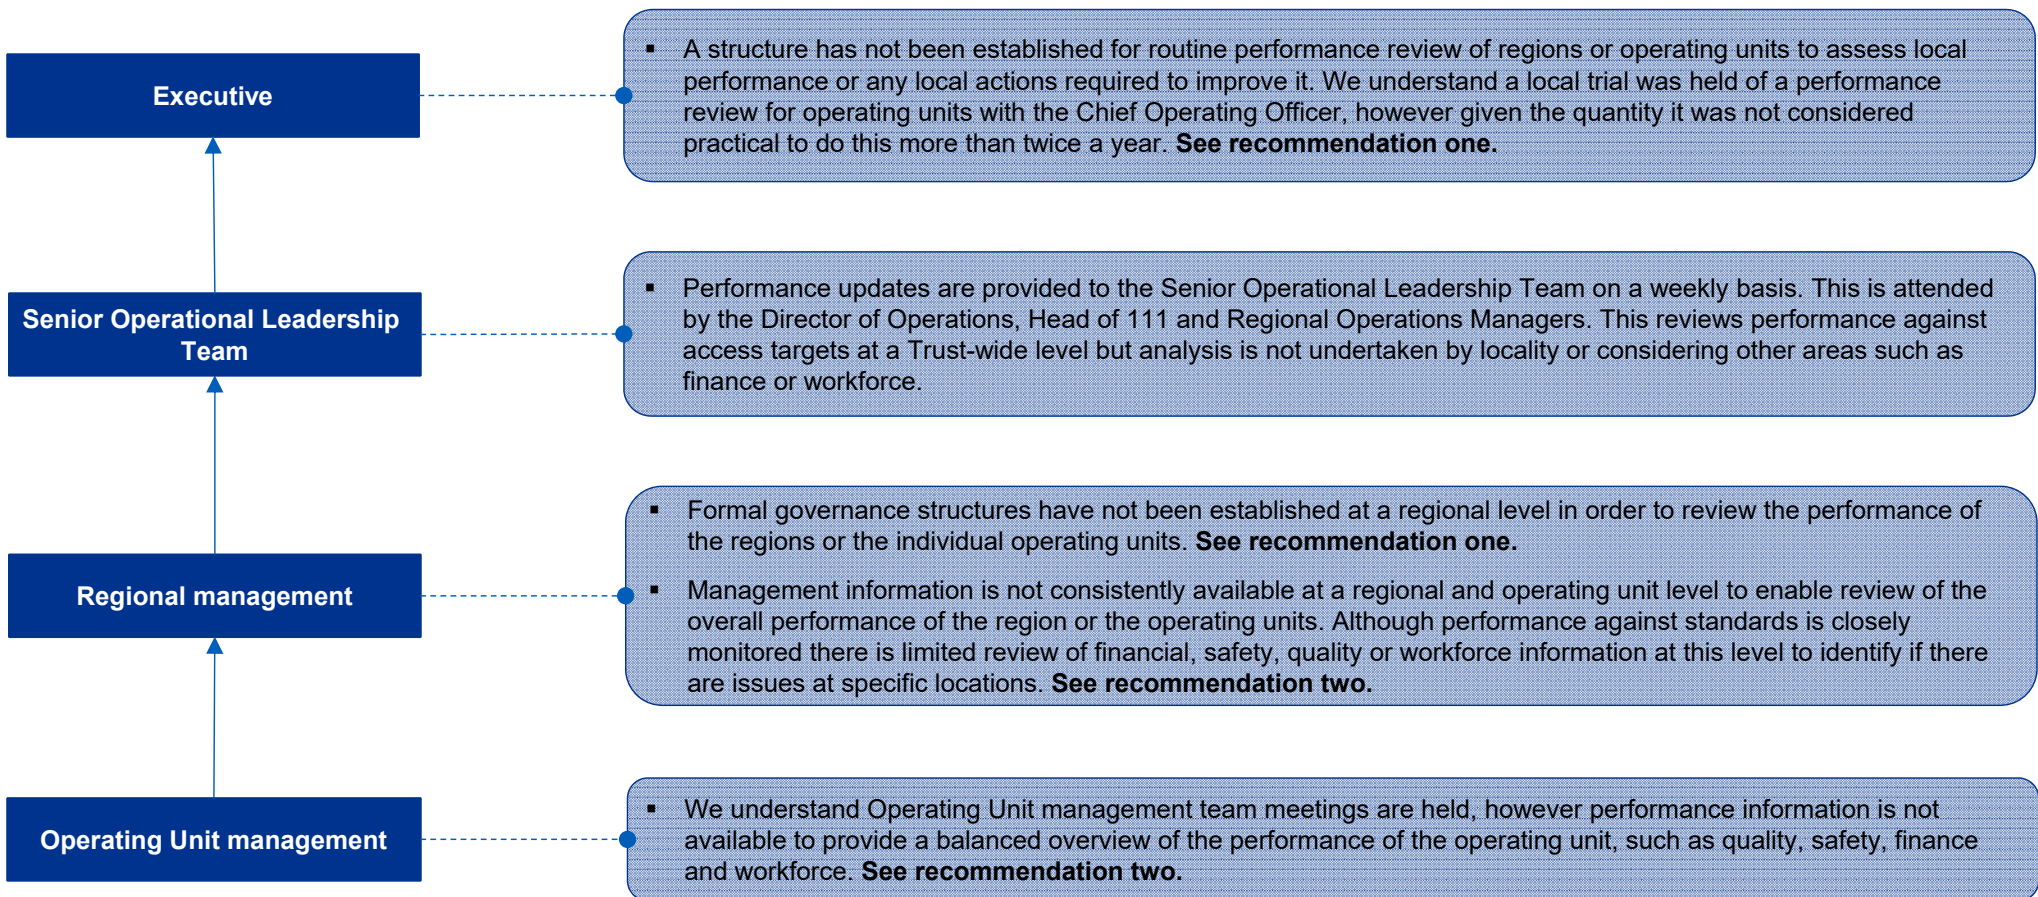 Executive
▪ A structure has not been established for routine performance review of regions or operating units to assess local
performance or any local actions required to improve it. We understand a local trial was held of a performance
review for operating units with the Chief Operating Officer, however given the quantity it was not considered
practical to do this more than twice a year. See recommendation one.
Senior Operational Leadership
Team
▪ Performance updates are provided to the Senior Operational Leadership Team on a weekly basis. This is attended
by the Director of Operations, Head of 111 and Regional Operations Managers. This reviews performance against
access targets at a Trust-wide level but analysis is not undertaken by locality or considering other areas such as
finance or workforce.
Regional management
▪ Formal governance structures have not been established at a regional level in order to review the performance of
the regions or the individual operating units. See recommendation one.
▪ Management information is not consistently available at a regional and operating unit level to enable review of the
overall performance of the region or the operating units. Although performance against standards is closely
monitored there is limited review of financial, safety, quality or workforce information at this level to identify if there
are issues at specific locations. See recommendation two.
Operating Unit management
▪ We understand Operating Unit management team meetings are held, however performance information is not
available to provide a balanced overview of the performance of the operating unit, such as quality, safety, finance
and workforce. See recommendation two.